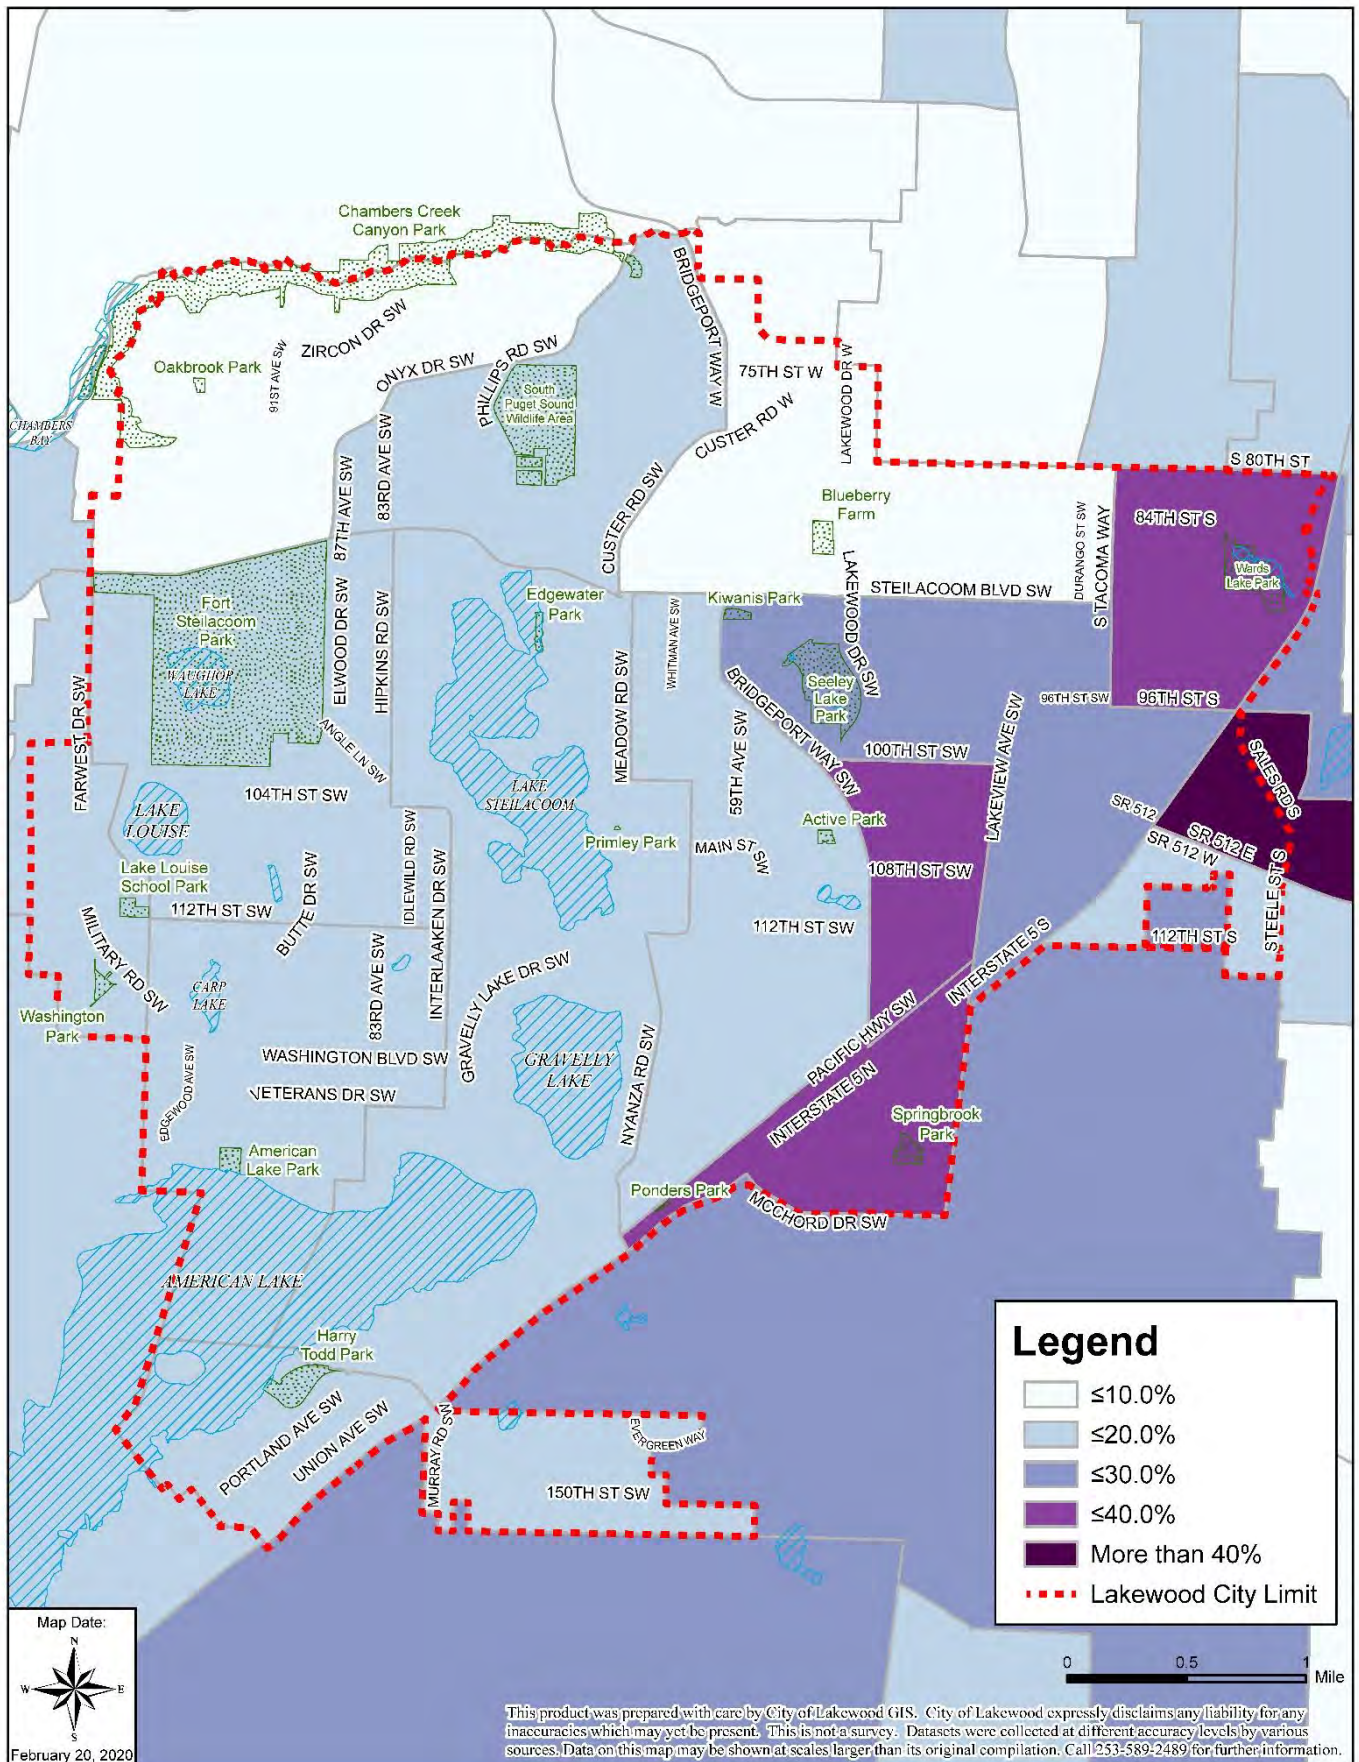 Chambers Creek
Canyon Park
BRIDGEPORT WAY W
ZIRCON DR SW
91ST AVE SW
Oakbrook Park
ONYX DR SW
PHILLIPS RD SW
75TH ST W
LAKEWOOD DR W
South
Puget Sound
Wildlife Area
CHAMBERS
BAY
CUSTER RD W
83RD AVE SW
87TH AVE SW
S 80TH ST
CUSTER RD SW
Blueberry
Farm
DURANGO ST SW
S TACOMA WAY
84TH ST S
Wards
Lake Park
LAKEWOOD DR SW
STEILACOOM BLVD SW
Edgewater
Park
Kiwanis Park
Fort
Steilacoom
Park
ELWOOD DR SW
HIPKINS RD SW
WHITMAN AVE SW
WAUGHOP
LAKE
MEADOW RD SW
BRIDGEPORT WAY SW
Seeley
Lake
Park
96TH ST SW
96TH ST S
FARWEST DR SW
ANGLE LN SW
59TH AVE SW
100TH ST SW
LAKEVIEW AVE SW
SALES RD S
LAKE
STEILACOOM
104TH ST SW
LAKE
LOUISE
SR 512
SR 512 E
SR 512 W
Active Park
Primley Park
MAIN ST SW
IDLEWILD RD SW
INTERLAAKEN DR SW
Lake Louise
School Park
108TH ST SW
BUTTE DR SW
112TH ST SW
112TH ST SW
112TH ST S
STEELE ST S
MILITARY RD SW
83RD AVE SW
GRAVELLY LAKE DR SW
INTERSTATE 5 S
CARP
LAKE
Washington
Park
PACIFIC HWY SW
WASHINGTON BLVD SW
GRAVELLY
LAKE
NYANZA RD SW
EDGEWOOD AVE SW
VETERANS DR SW
INTERSTATE 5 N
Springbrook
Park
American
Lake Park
Ponders Park
MCCHORD DR SW
AMERICAN LAKE
Harry
Todd Park
PORTLAND AVE SW
UNION AVE SW
MURRAY RD SW
EVERGREEN WAY
150TH ST SW
Legend
≤10.0%
≤20.0%
≤30.0%
≤40.0%
More than 40%
Lakewood City Limit
Map Date:
N
W E
S
February 20, 2020
0 0.5 1
Mile
This product was prepared with care by City of Lakewood GIS. City of Lakewood expressly disclaims any liability for any
inaccuracies which may yet be present. This is not a survey. Datasets were collected at different accuracy levels by various
sources. Data on this map may be shown at scales larger than its original compilation. Call 253-589-2489 for further information.